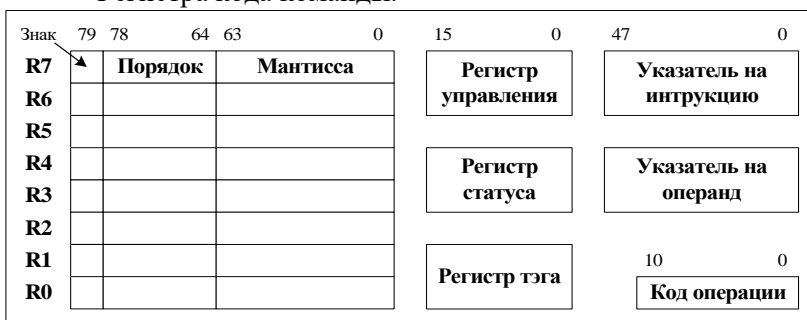 Регистра кода команды.
Знак 79 78 64 63 0 15 0 47 0
R7 Порядок Мантисса
Регистр управления
Указатель на интрукцию
R6
R5
R4
Регистр статуса
Указатель на операнд
R3
R2
R1
Регистр тэга
10 0
R0
Код операции